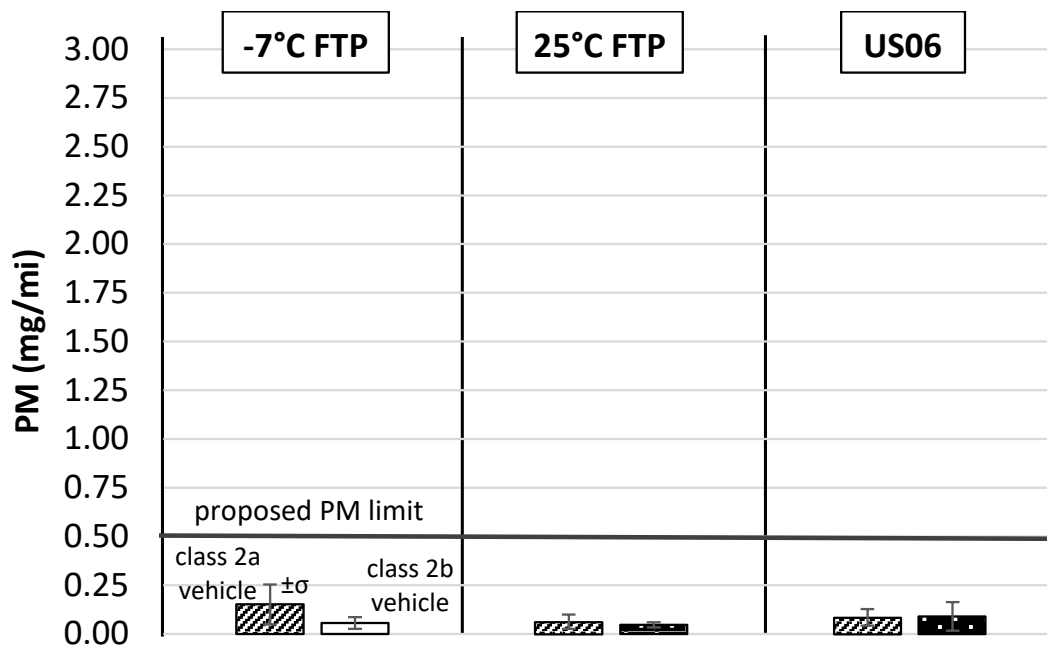 -7°C FTP
25°C FTP
US06
PM (mg/mi)
3.00
2.75
2.50
2.25
2.00
1.75
1.50
1.25
1.00
0.75
0.50
0.25
0.00
proposed PM limit
class 2a
vehicle
±σ
class 2b
vehicle